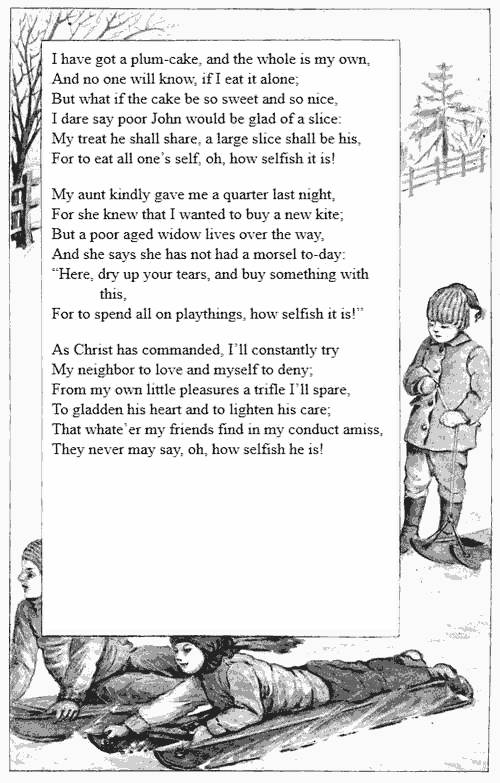 I have got a plum-cake, and the whole is my own,
And no one will know, if I eat it alone;
But what if the cake be so sweet and so nice,
I dare say poor John would be glad of a slice:
My treat he shall share, a large slice shall be his,
For to eat all one’s self, oh, how selfish it is!
My aunt kindly gave me a quarter last night,
For she knew that I wanted to buy a new kite;
But a poor aged widow lives over the way,
And she says she has not had a morsel to-day:
“Here, dry up your tears, and buy something with
this,
For to spend all on playthings, how selfish it is!”
As Christ has commanded, I’ll constantly try
My neighbor to love and myself to deny;
From my own little pleasures a trifle I’ll spare,
To gladden his heart and to lighten his care;
That whate’er my friends find in my conduct amiss,
They never may say, oh, how selfish he is!